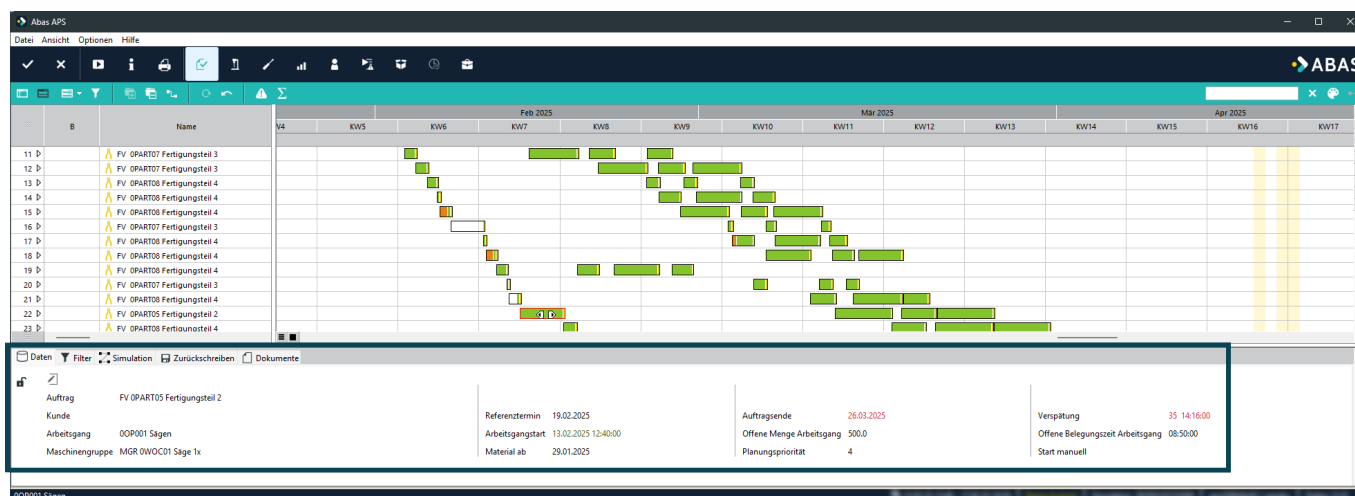 Abas APS
Datei Ansicht Optionen Hilfe
ABAS
Feb 2025 Mär 2025 Apr 2025
B Name V4 KW5 KW6 KW7 KW8 KW9 KW10 KW11 KW12 KW13 KW14 KW15 KW16 KW17
11 FV 0PART07 Fertigungsteil 3
12 FV 0PART07 Fertigungsteil 3
13 FV 0PART08 Fertigungsteil 4
14 FV 0PART08 Fertigungsteil 4
15 FV 0PART08 Fertigungsteil 4
16 FV 0PART07 Fertigungsteil 3
17 FV 0PART08 Fertigungsteil 4
18 FV 0PART08 Fertigungsteil 4
19 FV 0PART08 Fertigungsteil 4
20 FV 0PART07 Fertigungsteil 3
21 FV 0PART08 Fertigungsteil 4
22 FV 0PART05 Fertigungsteil 2
23 FV 0PART08 Fertigungsteil 4
Daten Filter Simulation Zurückschreiben Dokumente
Auftrag FV 0PART05 Fertigungsteil 2
Kunde Referenztermin 19.02.2025 Auftragsende 26.03.2025 Verspätung 35 14:16:00
Arbeitsgang 0OP001 Sägen Arbeitsgangstart 13.02.2025 12:40:00 Offene Menge Arbeitsgang 500.0 Offene Belegungszeit Arbeitsgang 08:50:00
Maschinengruppe MGR 0WOC01 Säge 1x Material ab 29.01.2025 Planungspriorität 4 Start manuell
0OP001 Sägen